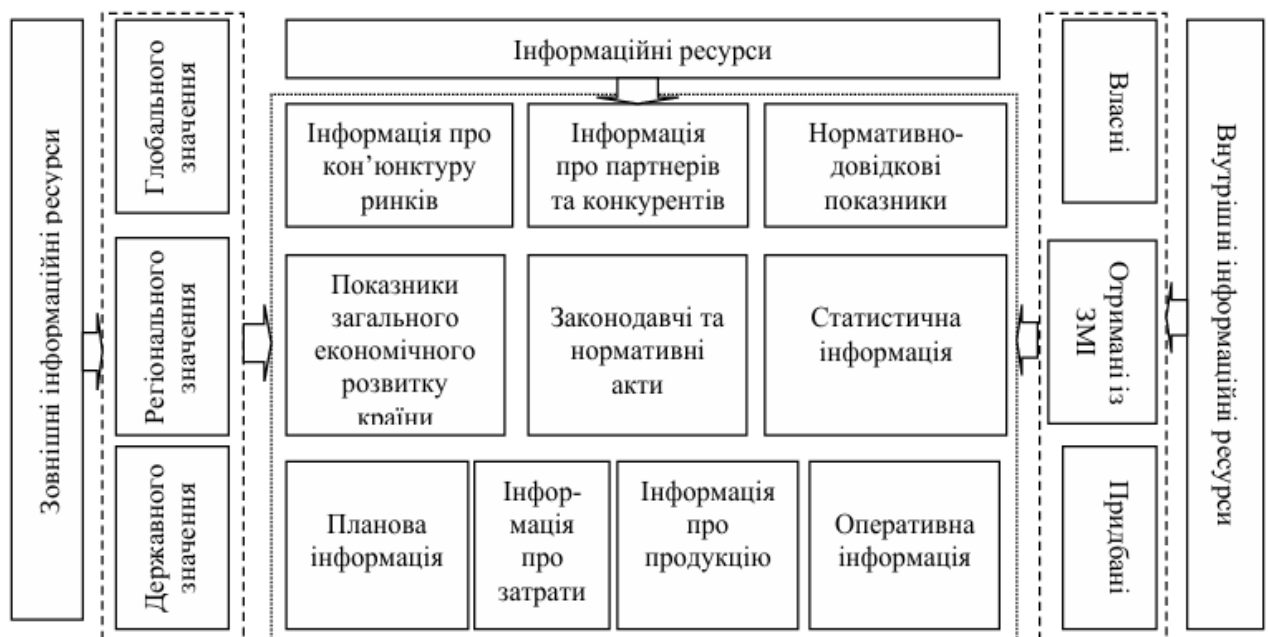 Зовнішні інформаційні ресурси
Глобального
значення
Регіонального
значення
Державного
значення
Інформаційні ресурси
Інформація про
кон’юнктуру
ринків
Інформація
про партнерів
та конкурентів
Нормативно-
довідкові
показники
Показники
загального
економічного
розвитку
країни
Законодавчі та
нормативні
акти
Статистична
інформація
Планова
інформація
Інфор-
мація
про
затрати
Інформація
про
продукцію
Оперативна
інформація
Власні
Отримані із
ЗМІ
Придбані
Внутрішні інформаційні ресурси